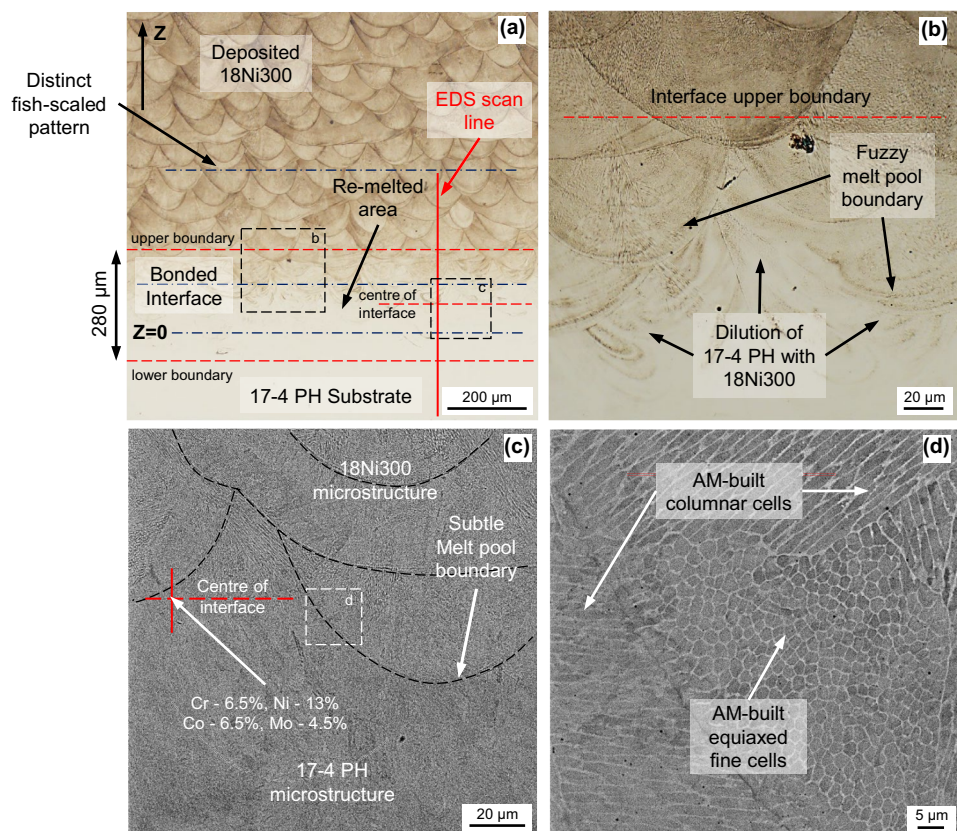 (a)
Z
Deposited
18Ni300
Distinct
fish-scaled
pattern
EDS scan
line
Re-melted
area
upper boundary
b
Bonded
Interface
c
centre of
interface
280 µm
Z=0
lower boundary
17-4 PH Substrate
200 µm
(b)
Interface upper boundary
Fuzzy
melt pool
boundary
Dilution of
17-4 PH with
18Ni300
20 µm
(c)
18Ni300
microstructure
Subtle
Melt pool
boundary
Centre of
interface
d
Cr - 6.5%, Ni - 13%
Co - 6.5%, Mo - 4.5%
17-4 PH
microstructure
20 µm
(d)
AM-built
columnar cells
AM-built
equiaxed
fine cells
5 µm